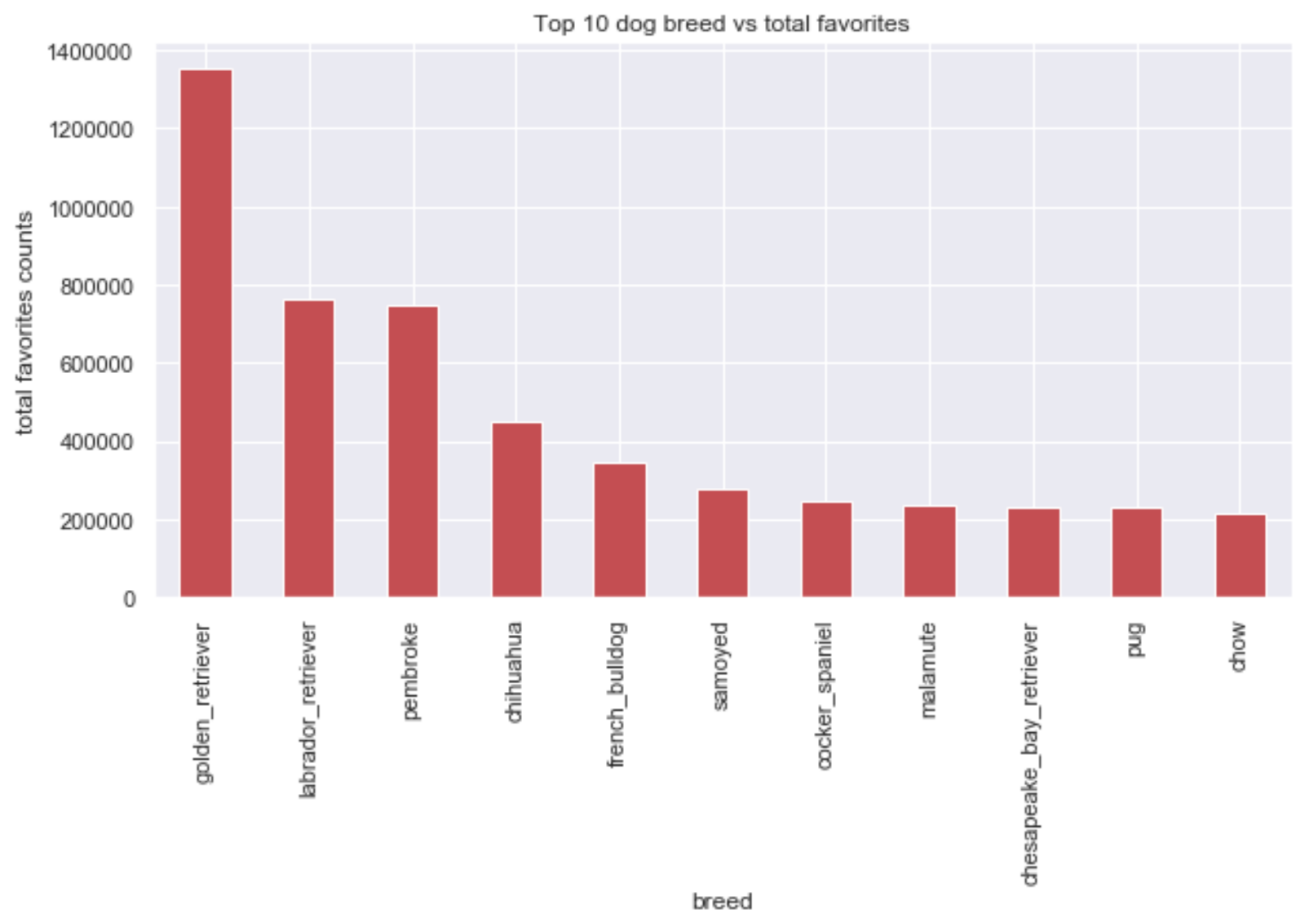 Top 10 dog breed vs total favorites
total favorites counts
1400000
1200000
1000000
800000
600000
400000
200000
0
golden_retriever
labrador_retriever
pembroke
chihuahua
french_bulldog
samoyed
cocker_spaniel
malamute
chesapeake_bay_retriever
pug
chow
breed